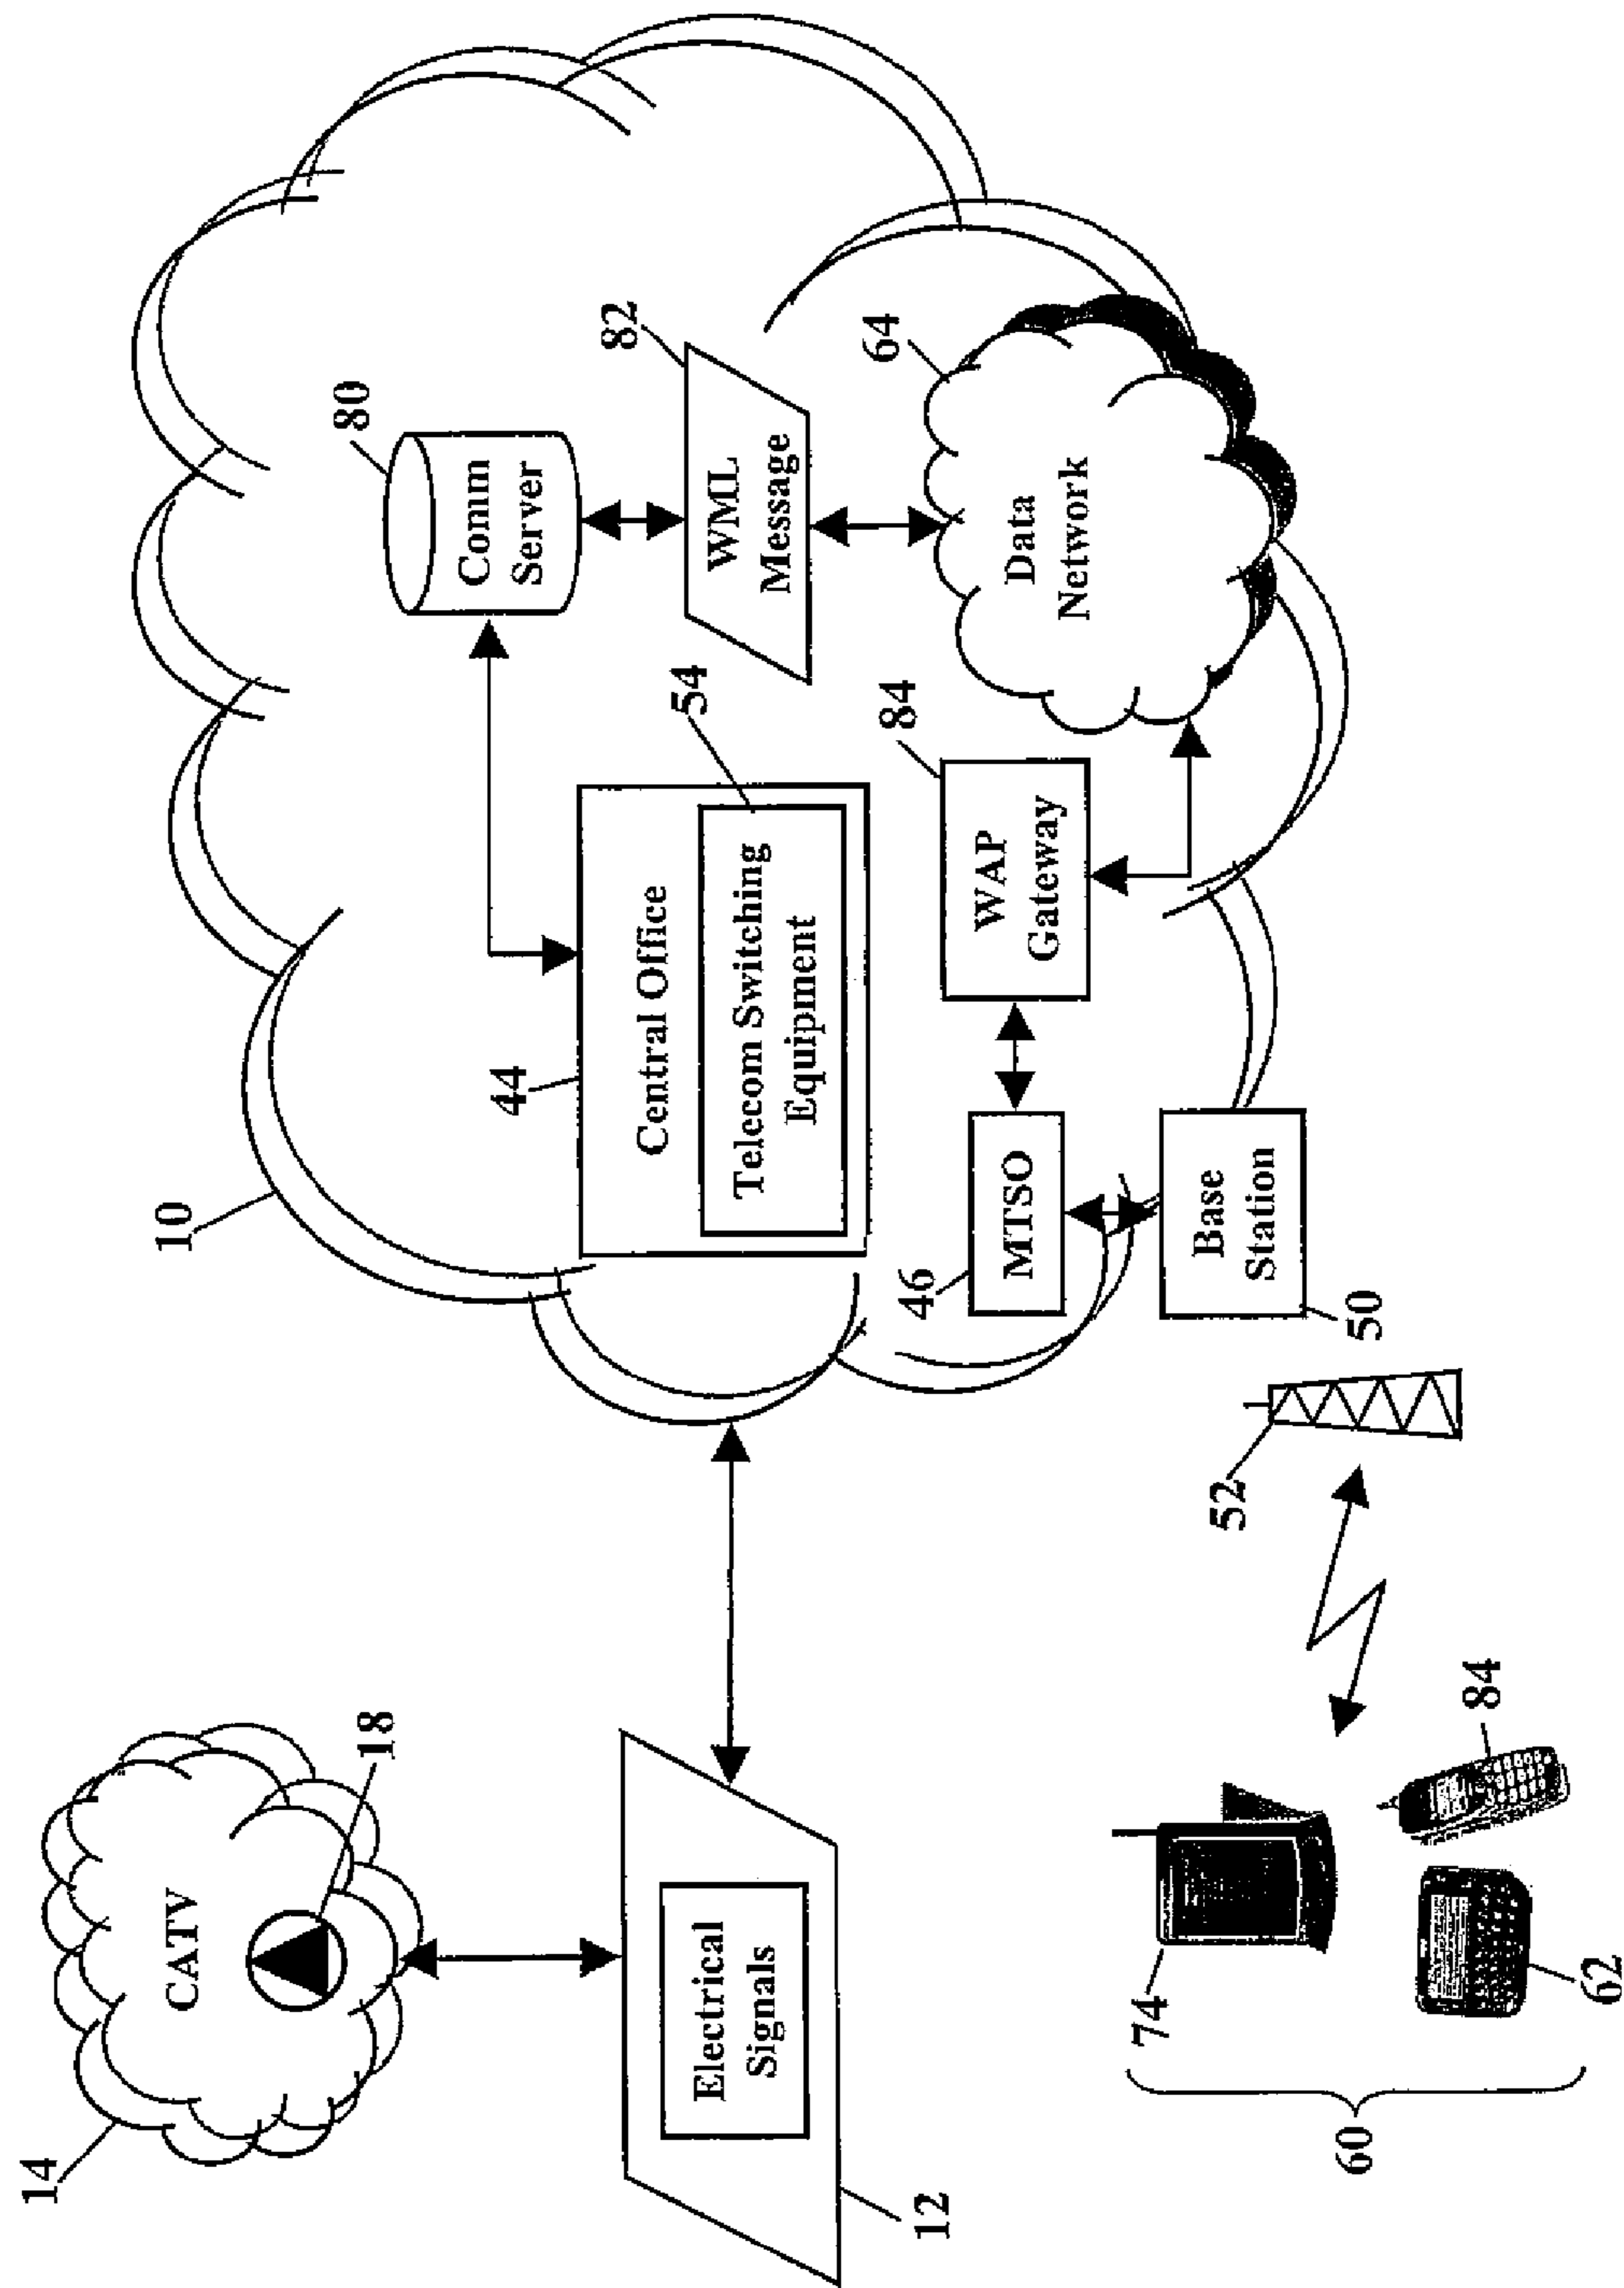 14
CATV
18
10
80
Comm
Server
82
WML
Message
12
Electrical
Signals
44
Central Office
54
Telecom Switching
Equipment
64
Data
Network
84
WAP
Gateway
46
MTSO
50
Base
Station
52
60
74
62
84